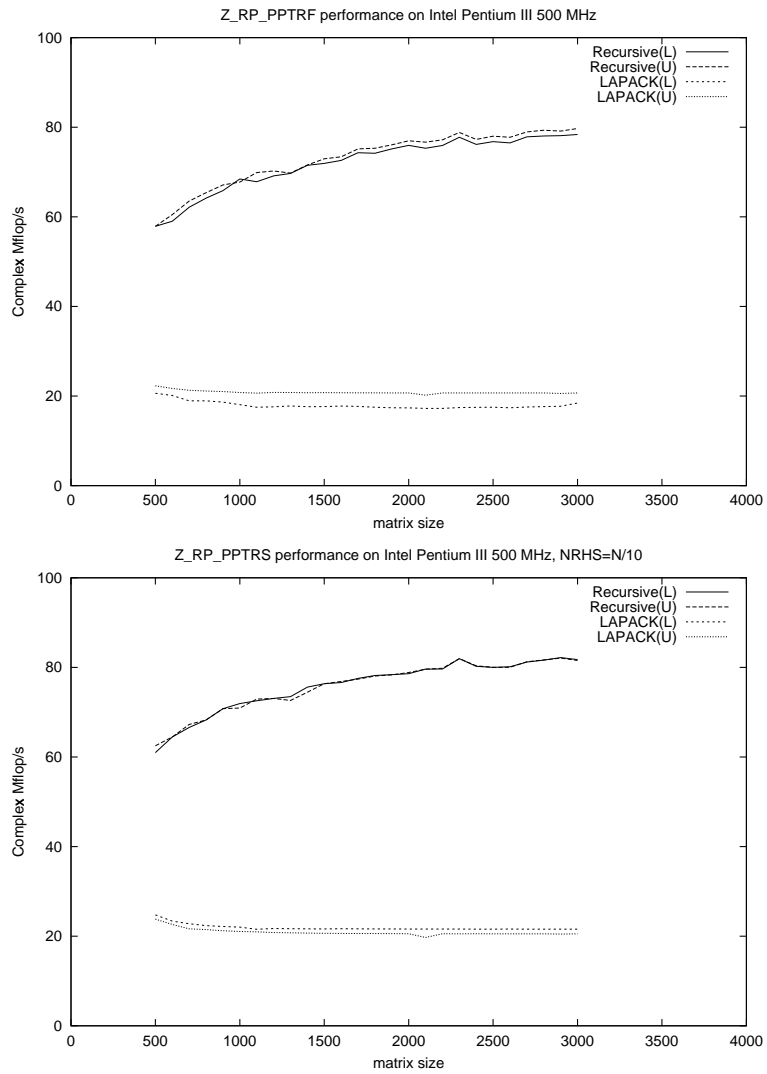 Z_RP_PPTRF performance on Intel Pentium III 500 MHz
100
80
60
40
20
0
Complex Mflop/s
Recursive(L)
Recursive(U)
LAPACK(L)
LAPACK(U)
0 500 1000 1500 2000 2500 3000 3500 4000
matrix size
Z_RP_PPTRS performance on Intel Pentium III 500 MHz, NRHS=N/10
100
80
60
40
20
0
Complex Mflop/s
Recursive(L)
Recursive(U)
LAPACK(L)
LAPACK(U)
0 500 1000 1500 2000 2500 3000 3500 4000
matrix size